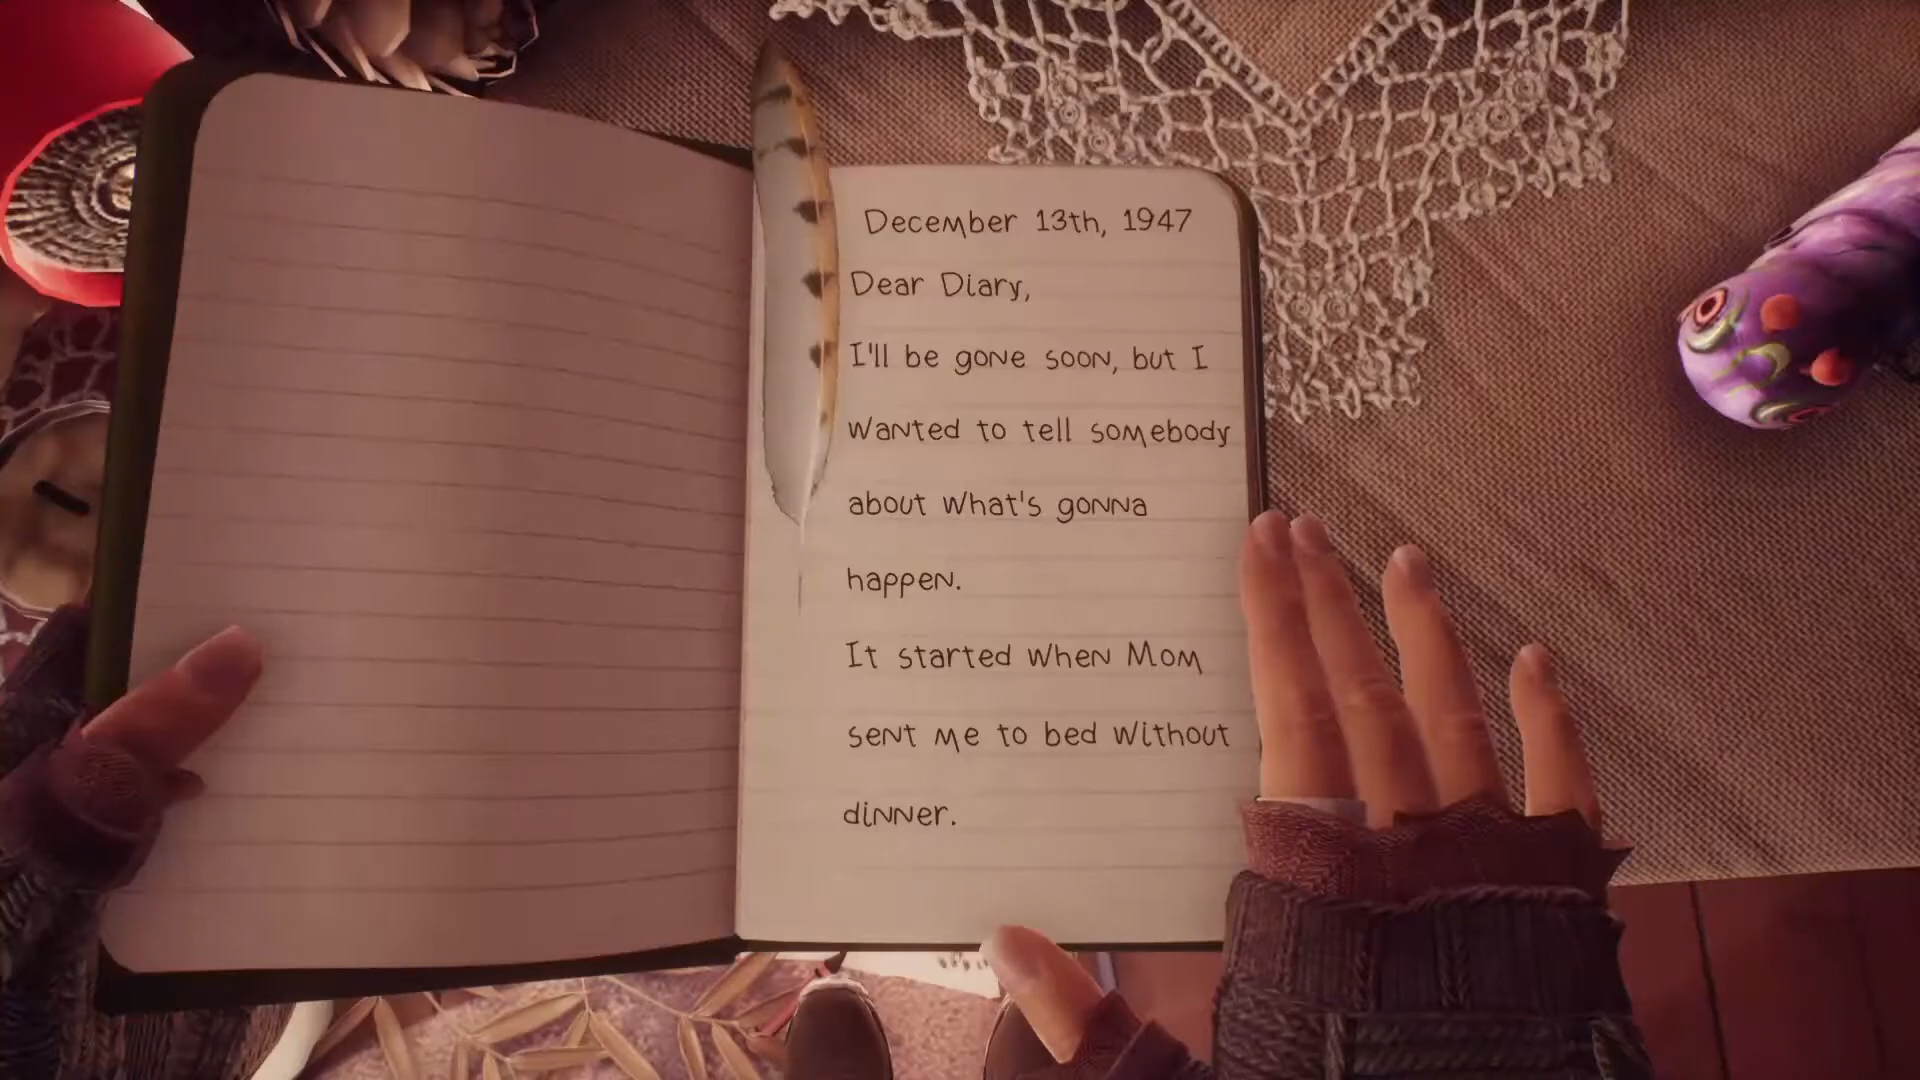 December 13th, 1947
Dear Diary,
I'll be gone soon, but I
wanted to tell somebody
about what's gonna
happen.
It started when Mom
sent me to bed without
dinner.